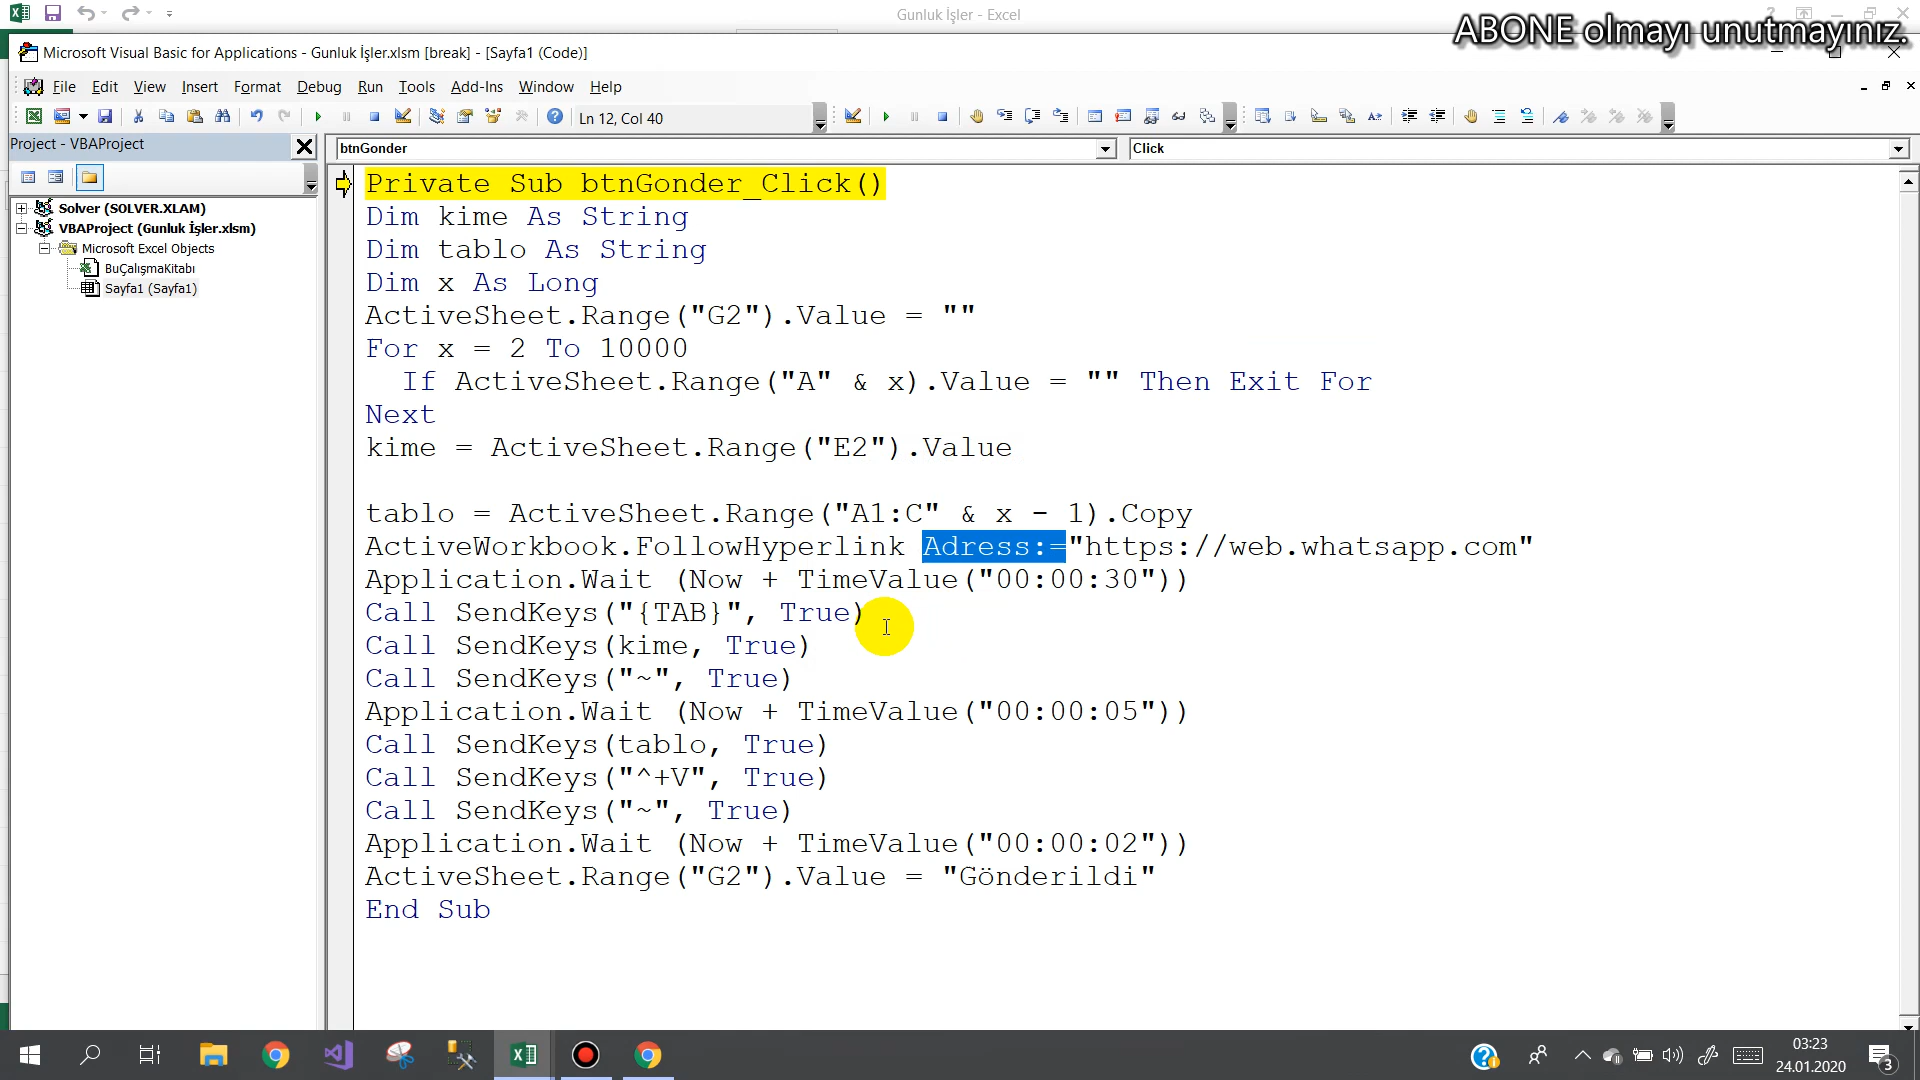 Gunluk İşler - Excel
ABONE olmayı unutmayınız.
Microsoft Visual Basic for Applications - Gunluk İşler.xlsm [break] - [Sayfa1 (Code)]
File Edit View Insert Format Debug Run Tools Add-Ins Window Help
Ln 12, Col 40
Project - VBAProject
btnGonder
Click
Solver (SOLVER.XLAM)
VBAProject (Gunluk İşler.xlsm)
Microsoft Excel Objects
BuÇalışmaKitabı
Sayfa1 (Sayfa1)
Private Sub btnGonder_Click()
Dim kime As String
Dim tablo As String
Dim x As Long
ActiveSheet.Range("G2").Value = ""
For x = 2 To 10000
If ActiveSheet.Range("A" & x).Value = "" Then Exit For
Next
kime = ActiveSheet.Range("E2").Value
tablo = ActiveSheet.Range("A1:C" & x - 1).Copy
ActiveWorkbook.FollowHyperlink Adress:="https://web.whatsapp.com"
Application.Wait (Now + TimeValue("00:00:30"))
Call SendKeys("{TAB}", True)
Call SendKeys(kime, True)
Call SendKeys("~", True)
Application.Wait (Now + TimeValue("00:00:05"))
Call SendKeys(tablo, True)
Call SendKeys("^+V", True)
Call SendKeys("~", True)
Application.Wait (Now + TimeValue("00:00:02"))
ActiveSheet.Range("G2").Value = "Gönderildi"
End Sub
03:23
24.01.2020
3